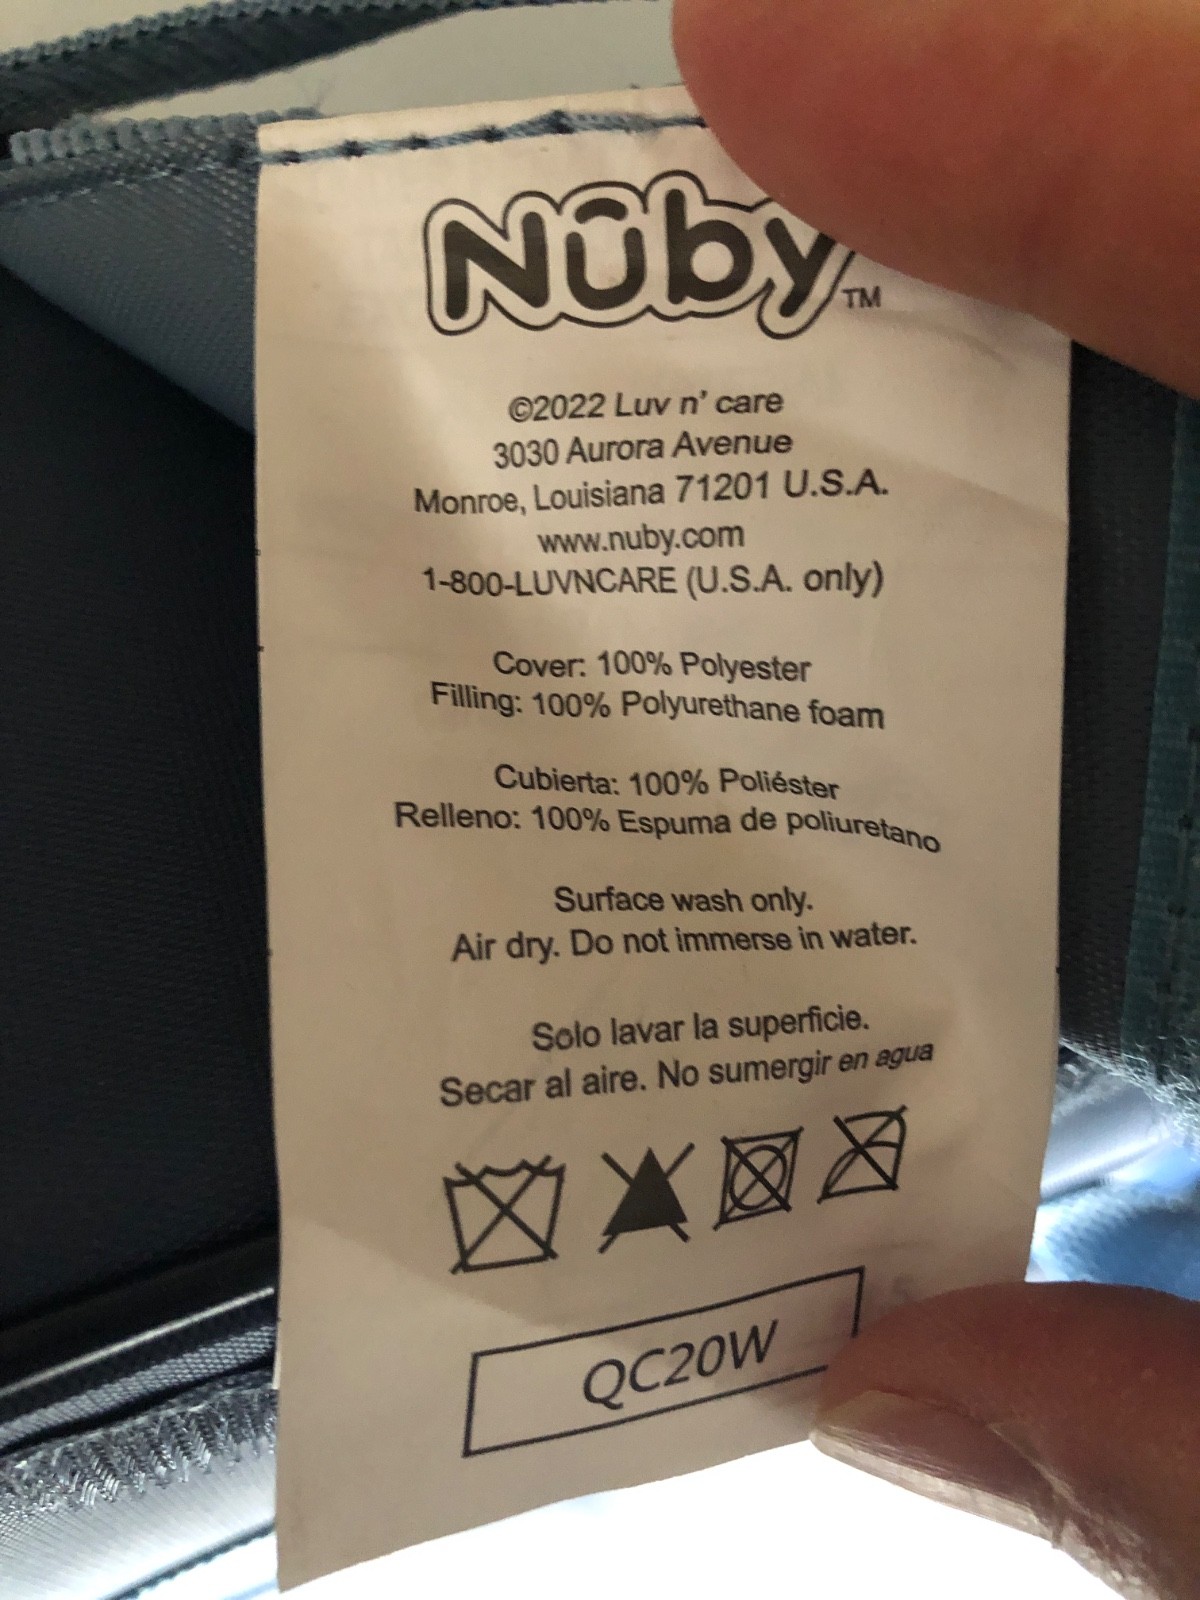 Nûby TM
©2022 Luv n' care
3030 Aurora Avenue
Monroe, Louisiana 71201 U.S.A.
www.nuby.com
1-800-LUVNCARE (U.S.A. only)
Cover: 100% Polyester
Filling: 100% Polyurethane foam
Cubierta: 100% Poliéster
Relleno: 100% Espuma de poliuretano
Surface wash only.
Air dry. Do not immerse in water.
Solo lavar la superficie.
Secar al aire. No sumergir en agua
QC20W